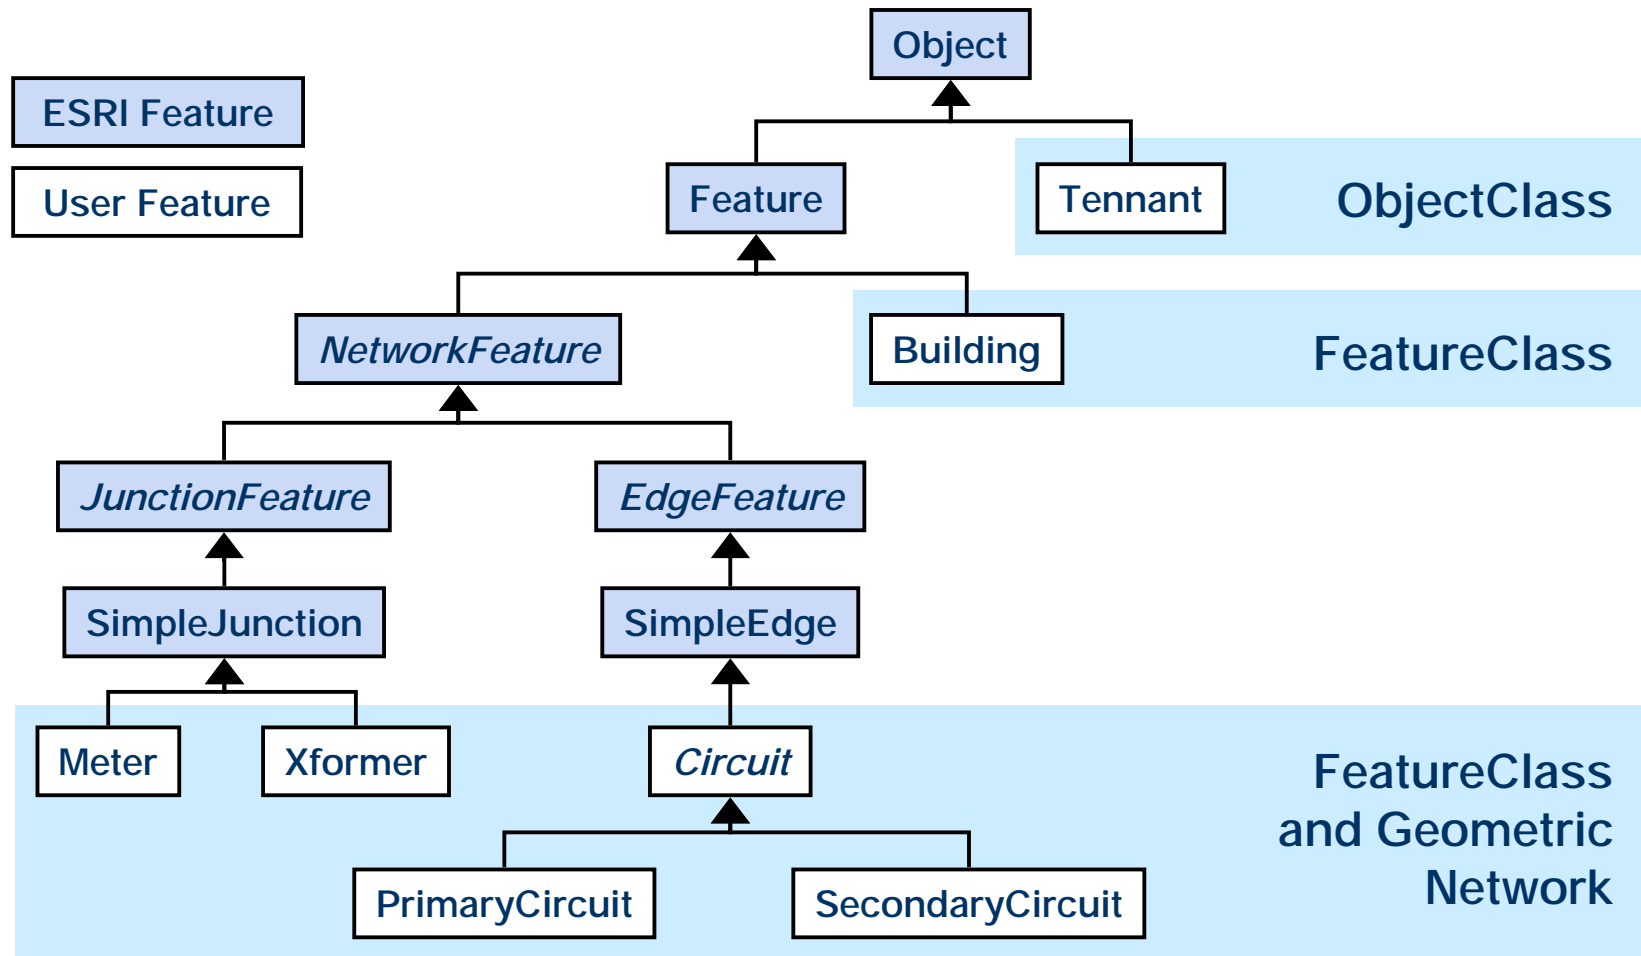 Object
ESRI Feature
User Feature
Feature
Tennant
ObjectClass
NetworkFeature
Building
FeatureClass
JunctionFeature
EdgeFeature
SimpleJunction
SimpleEdge
Meter
Xformer
Circuit
FeatureClass
and Geometric
Network
PrimaryCircuit
SecondaryCircuit